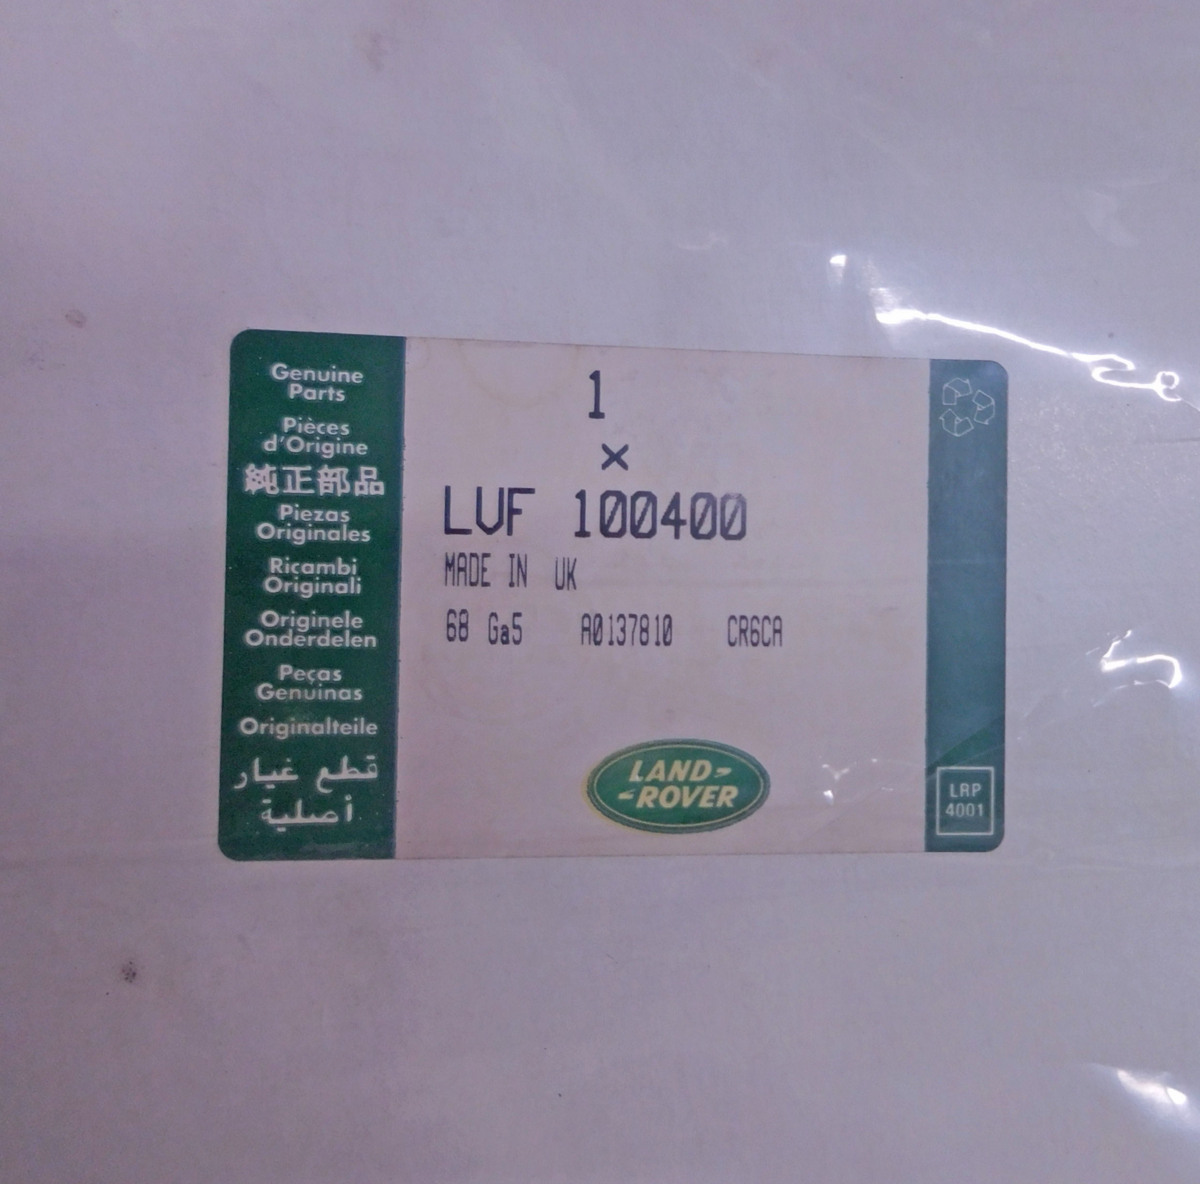 Genuine
Parts
Pièces
d'Origine
純正部品
Piezas
Originales
Ricambi
Originali
Originele
Onderdelen
Peças
Genuinas
Originalteile
قطع غيار
أصلية
1
×
LVF 100400
MADE IN UK
68 Ga5 A0137810 CR6CA
LAND-
-ROVER
LRP
4001